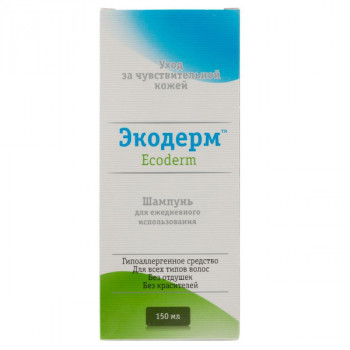 Уход
за чувствительной
кожей
Экодерм™
Ecoderm
Шампунь
для ежедневного
использования
Гипоаллергенное средство
Для всех типов волос
Без отдушек
Без красителей
150 мл